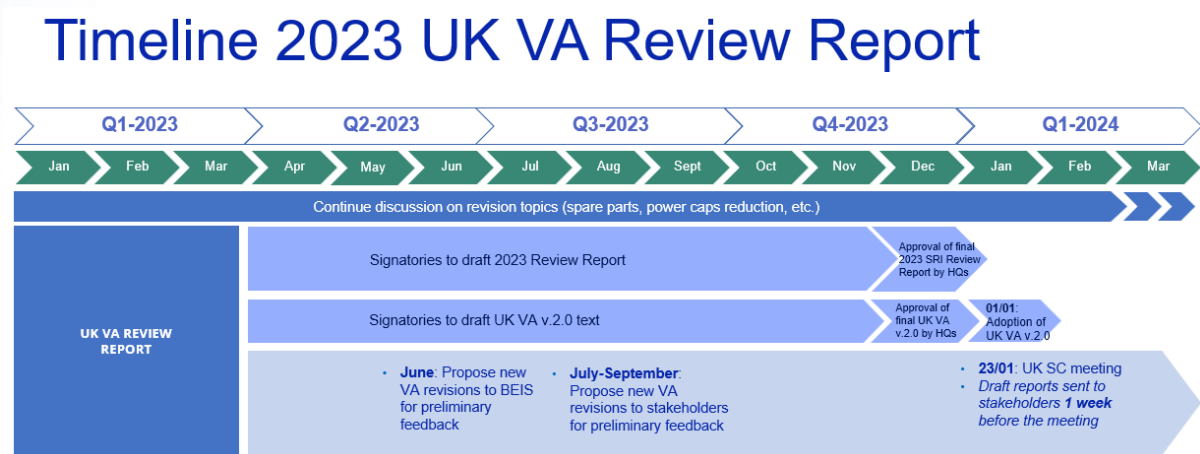 Timeline 2023 UK VA Review Report
Q1-2023
Q2-2023
Q3-2023
Q4-2023
Q1-2024
Jan
Feb
Mar
Apr
May
Jun
Jul
Aug
Sept
Oct
Nov
Dec
Jan
Feb
Mar
Continue discussion on revision topics (spare parts, power caps reduction, etc.)
UK VA REVIEW
REPORT
Signatories to draft 2023 Review Report
Approval of final
2023 SRI Review
Report by HQs
Signatories to draft UK VA v.2.0 text
Approval of
final UK VA
v.2.0 by HQs
01/01:
Adoption of
UK VA v.2.0
• June: Propose new
VA revisions to BEIS
for preliminary
feedback
• July-September:
Propose new VA
revisions to stakeholders
for preliminary feedback
• 23/01: UK SC meeting
• Draft reports sent to
stakeholders 1 week
before the meeting